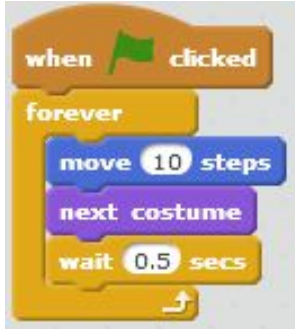 when clicked
forever
move 10 steps
next costume
wait 0.5 secs